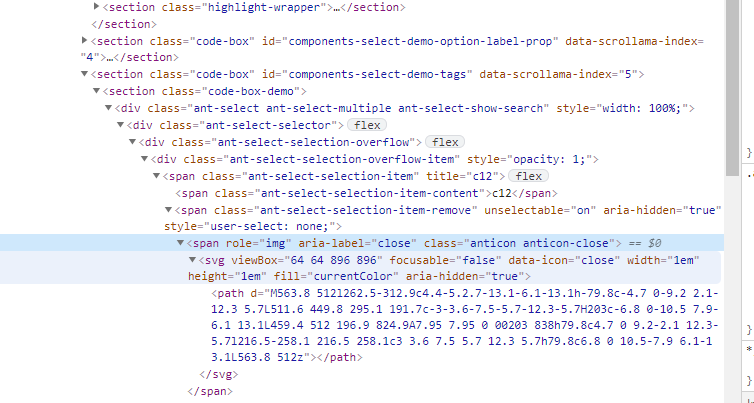 <section class="highlight-wrapper">…</section>
</section>
<section class="code-box" id="components-select-demo-option-label-prop" data-scrollama-index=
"4">…</section>
<section class="code-box" id="components-select-demo-tags" data-scrollama-index="5">
<section class="code-box-demo">
<div class="ant-select ant-select-multiple ant-select-show-search" style="width: 100%;">
<div class="ant-select-selector"> flex
<div class="ant-select-selection-overflow"> flex
<div class="ant-select-selection-overflow-item" style="opacity: 1;">
<span class="ant-select-selection-item" title="c12"> flex
<span class="ant-select-selection-item-content">c12</span>
<span class="ant-select-selection-item-remove" unselectable="on" aria-hidden="true"
style="user-select: none;">
<span role="img" aria-label="close" class="anticon anticon-close"> == $0
<svg viewBox="64 64 896 896" focusable="false" data-icon="close" width="1em"
height="1em" fill="currentColor" aria-hidden="true">
<path d="M563.8 512l262.5-312.9c4.4-5.2.7-13.1-6.1-13.1h-79.8c-4.7 0-9.2 2.1-
12.3 5.7L511.6 449.8 295.1 191.7c-3-3.6-7.5-5.7-12.3-5.7H203c-6.8 0-10.5 7.9-
6.1 13.1L459.4 512 196.9 824.9A7.95 7.95 0 00203 838h79.8c4.7 0 9.2-2.1 12.3-
5.7l216.5-258.1 216.5 258.1c3 3.6 7.5 5.7 12.3 5.7h79.8c6.8 0 10.5-7.9 6.1-1
3.1L563.8 512z"></path>
</svg>
</span>
}
}
*
}